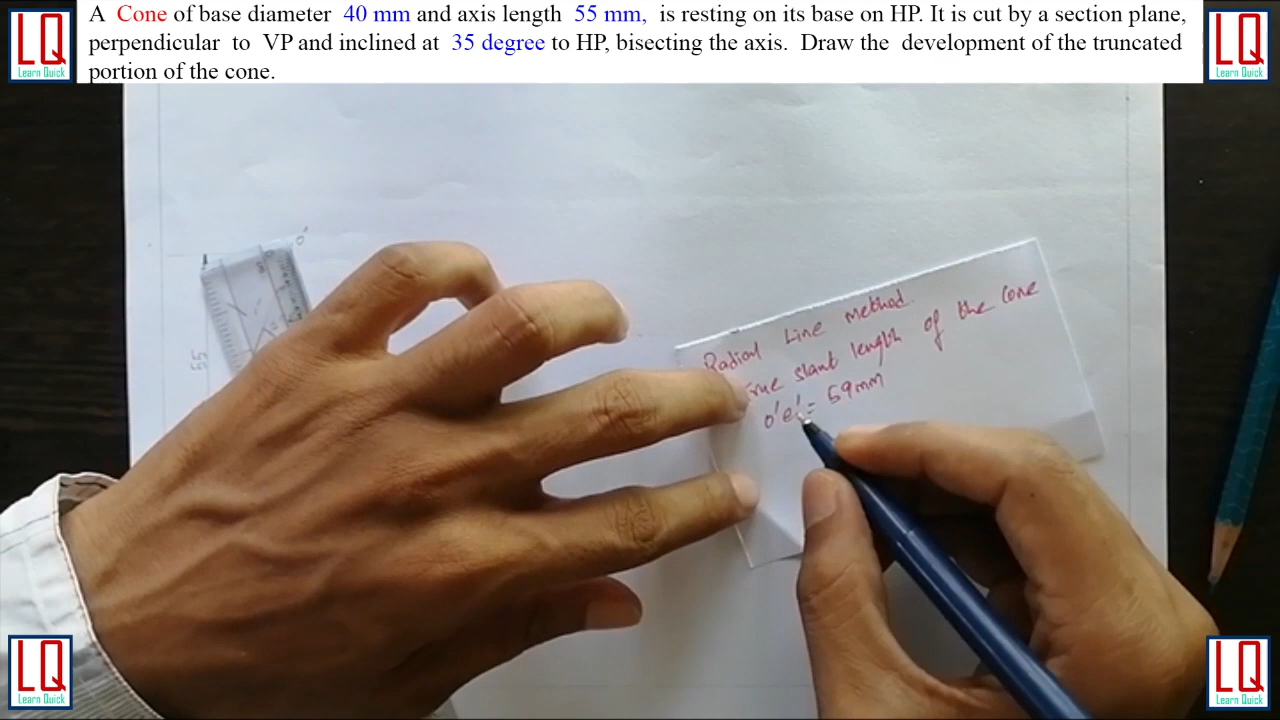 A Cone of base diameter 40 mm and axis length 55 mm, is resting on its base on HP. It is cut by a section plane,
perpendicular to VP and inclined at 35 degree to HP, bisecting the axis. Draw the development of the truncated
portion of the cone.
LQ
Learn Quick
LQ
Learn Quick
o'
55
Radial Line method
True slant length of the cone
o'e' = 59mm
LQ
Learn Quick
LQ
Learn Quick